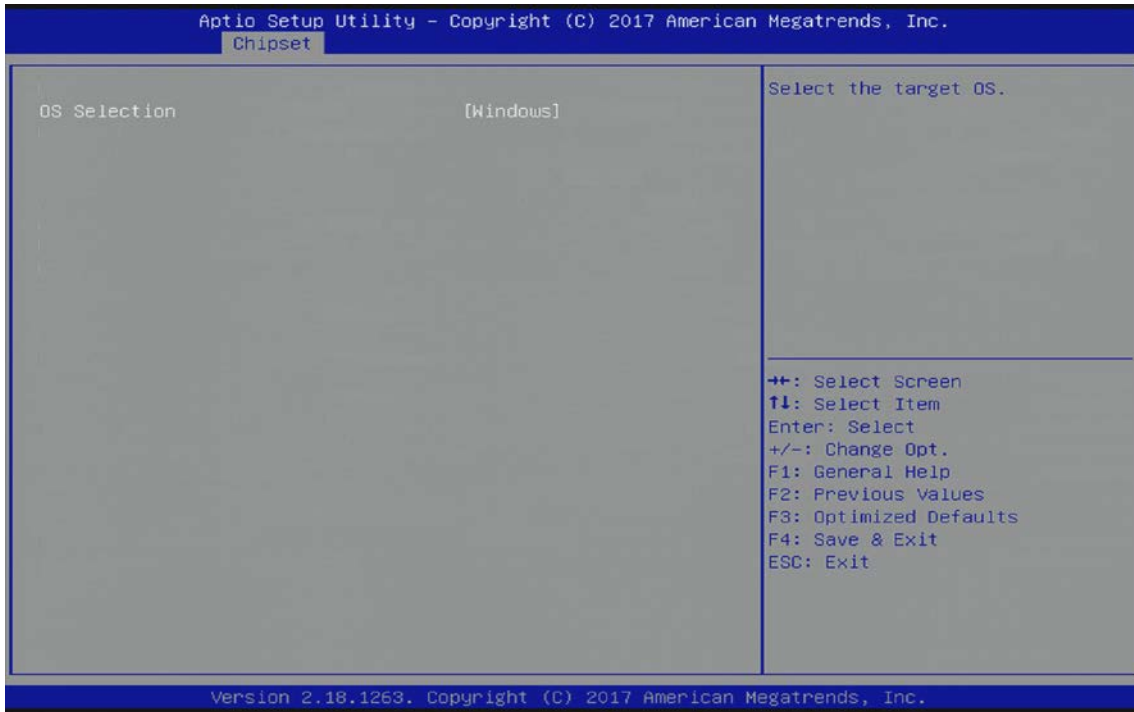 Aptio Setup Utility – Copyright (C) 2017 American Megatrends, Inc.
Chipset
OS Selection [Windows]
Select the target OS.
→←: Select Screen
↑↓: Select Item
Enter: Select
+/-: Change Opt.
F1: General Help
F2: Previous Values
F3: Optimized Defaults
F4: Save & Exit
ESC: Exit
Version 2.18.1263. Copyright (C) 2017 American Megatrends, Inc.